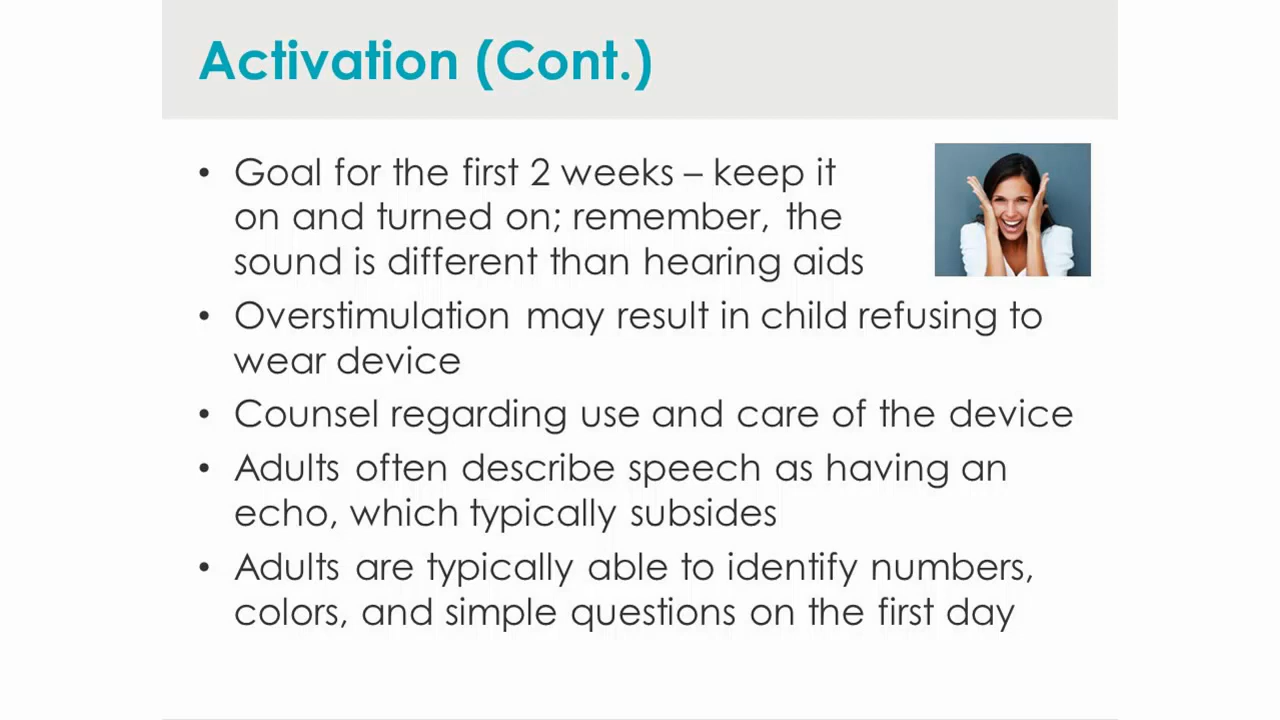 Activation (Cont.)
• Goal for the first 2 weeks – keep it
on and turned on; remember, the
sound is different than hearing aids
• Overstimulation may result in child refusing to
wear device
• Counsel regarding use and care of the device
• Adults often describe speech as having an
echo, which typically subsides
• Adults are typically able to identify numbers,
colors, and simple questions on the first day